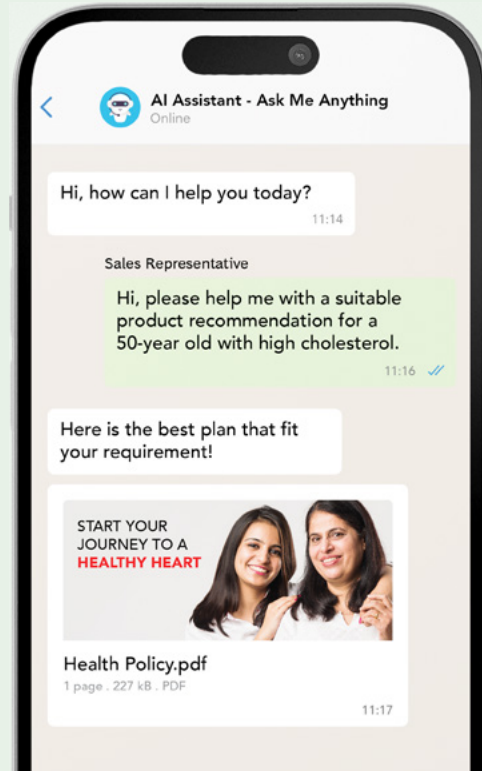 AI Assistant - Ask Me Anything
Online
Hi, how can I help you today?
11:14
Sales Representative
Hi, please help me with a suitable
product recommendation for a
50-year old with high cholesterol.
11:16
Here is the best plan that fit
your requirement!
START YOUR
JOURNEY TO A
HEALTHY HEART
Health Policy.pdf
1 page . 227 kB . PDF
11:17